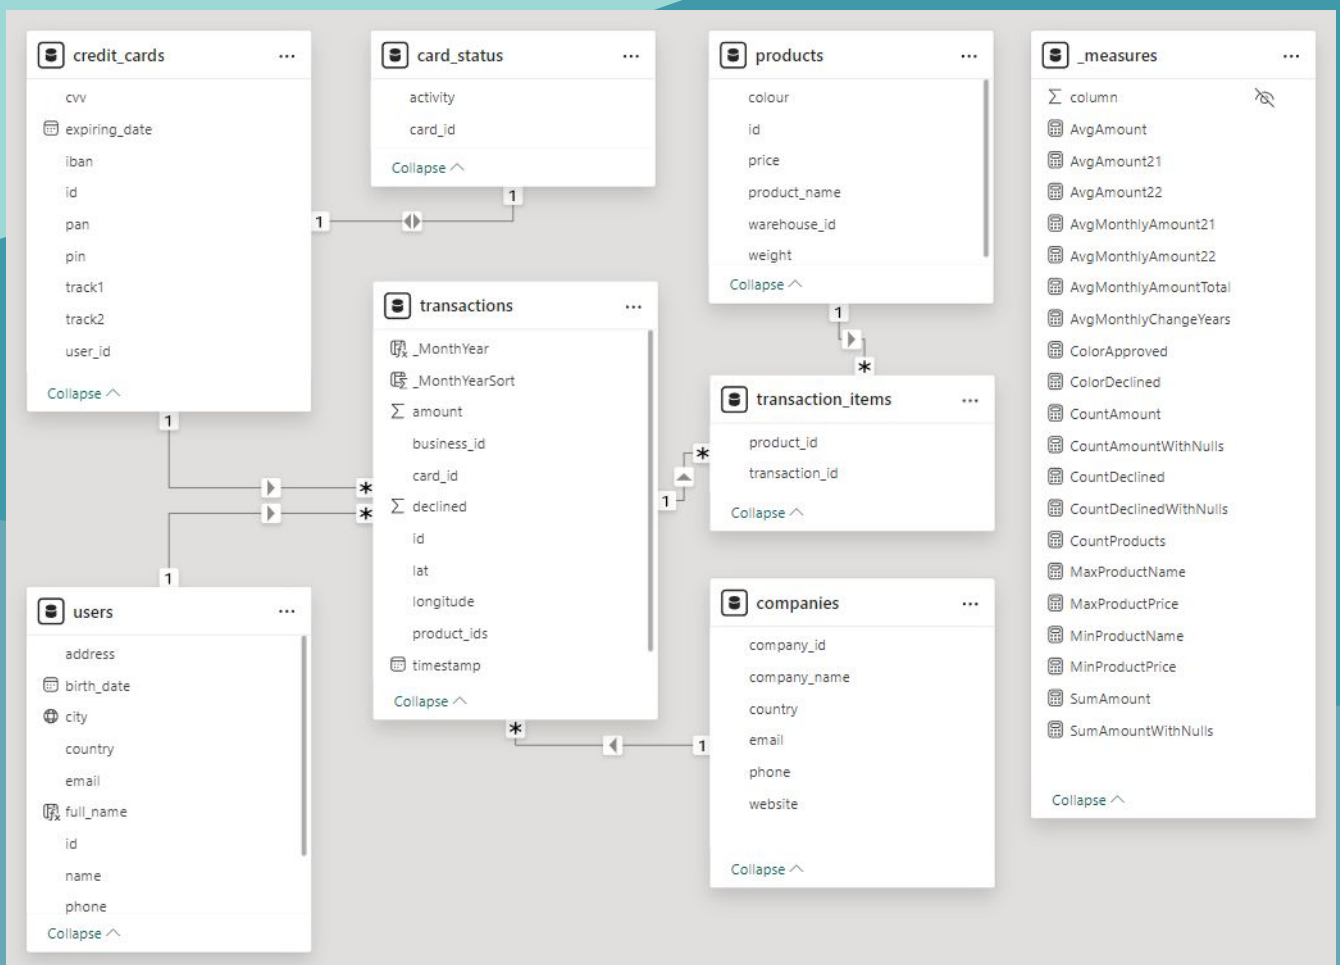 credit_cards
cvv
expiring_date
iban
id
pan
pin
track1
track2
user_id
Collapse
card_status
activity
card_id
Collapse
products
colour
id
price
product_name
warehouse_id
weight
Collapse
_measures
column
AvgAmount
AvgAmount21
AvgAmount22
AvgMonthlyAmount21
AvgMonthlyAmount22
AvgMonthlyAmountTotal
AvgMonthlyChangeYears
ColorApproved
ColorDeclined
CountAmount
CountAmountWithNulls
CountDeclined
CountDeclinedWithNulls
CountProducts
MaxProductName
MaxProductPrice
MinProductName
MinProductPrice
SumAmount
SumAmountWithNulls
Collapse
1
1
transactions
_MonthYear
_MonthYearSort
amount
business_id
card_id
declined
id
lat
longitude
product_ids
timestamp
Collapse
1
*
transaction_items
product_id
transaction_id
Collapse
1
*
1
*
1
*
users
address
birth_date
city
country
email
full_name
id
name
phone
Collapse
companies
company_id
company_name
country
email
phone
website
Collapse
*
1